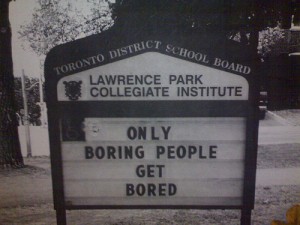 TORONTO DISTRICT SCHOOL BOARD
LAWRENCE PARK
COLLEGIATE INSTITUTE
ONLY
BORING PEOPLE
GET
BORED